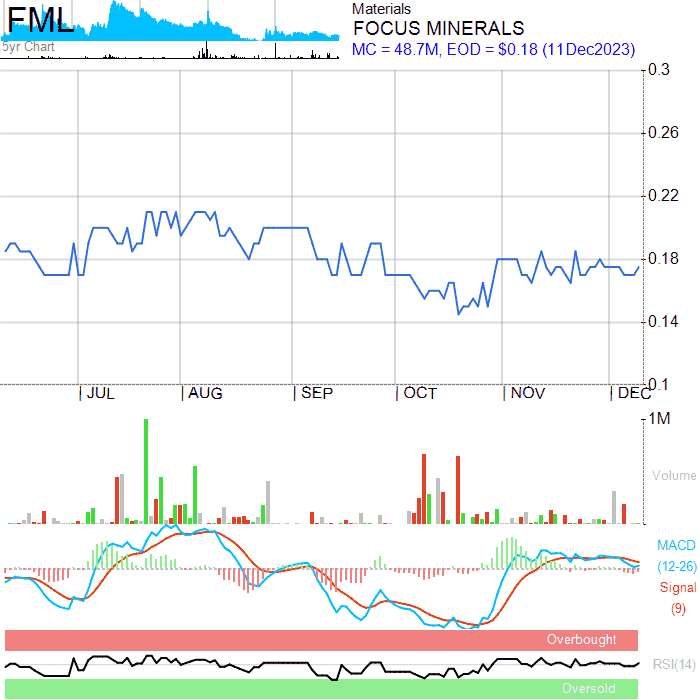 FML
5yr Chart
Materials
FOCUS MINERALS
MC = 48.7M, EOD = $0.18 (11Dec2023)
0.3
0.26
0.22
0.18
0.14
0.1
JUL AUG SEP OCT NOV DEC
1M
Volume
MACD
(12-26)
Signal
(9)
Overbought
RSI(14)
Oversold